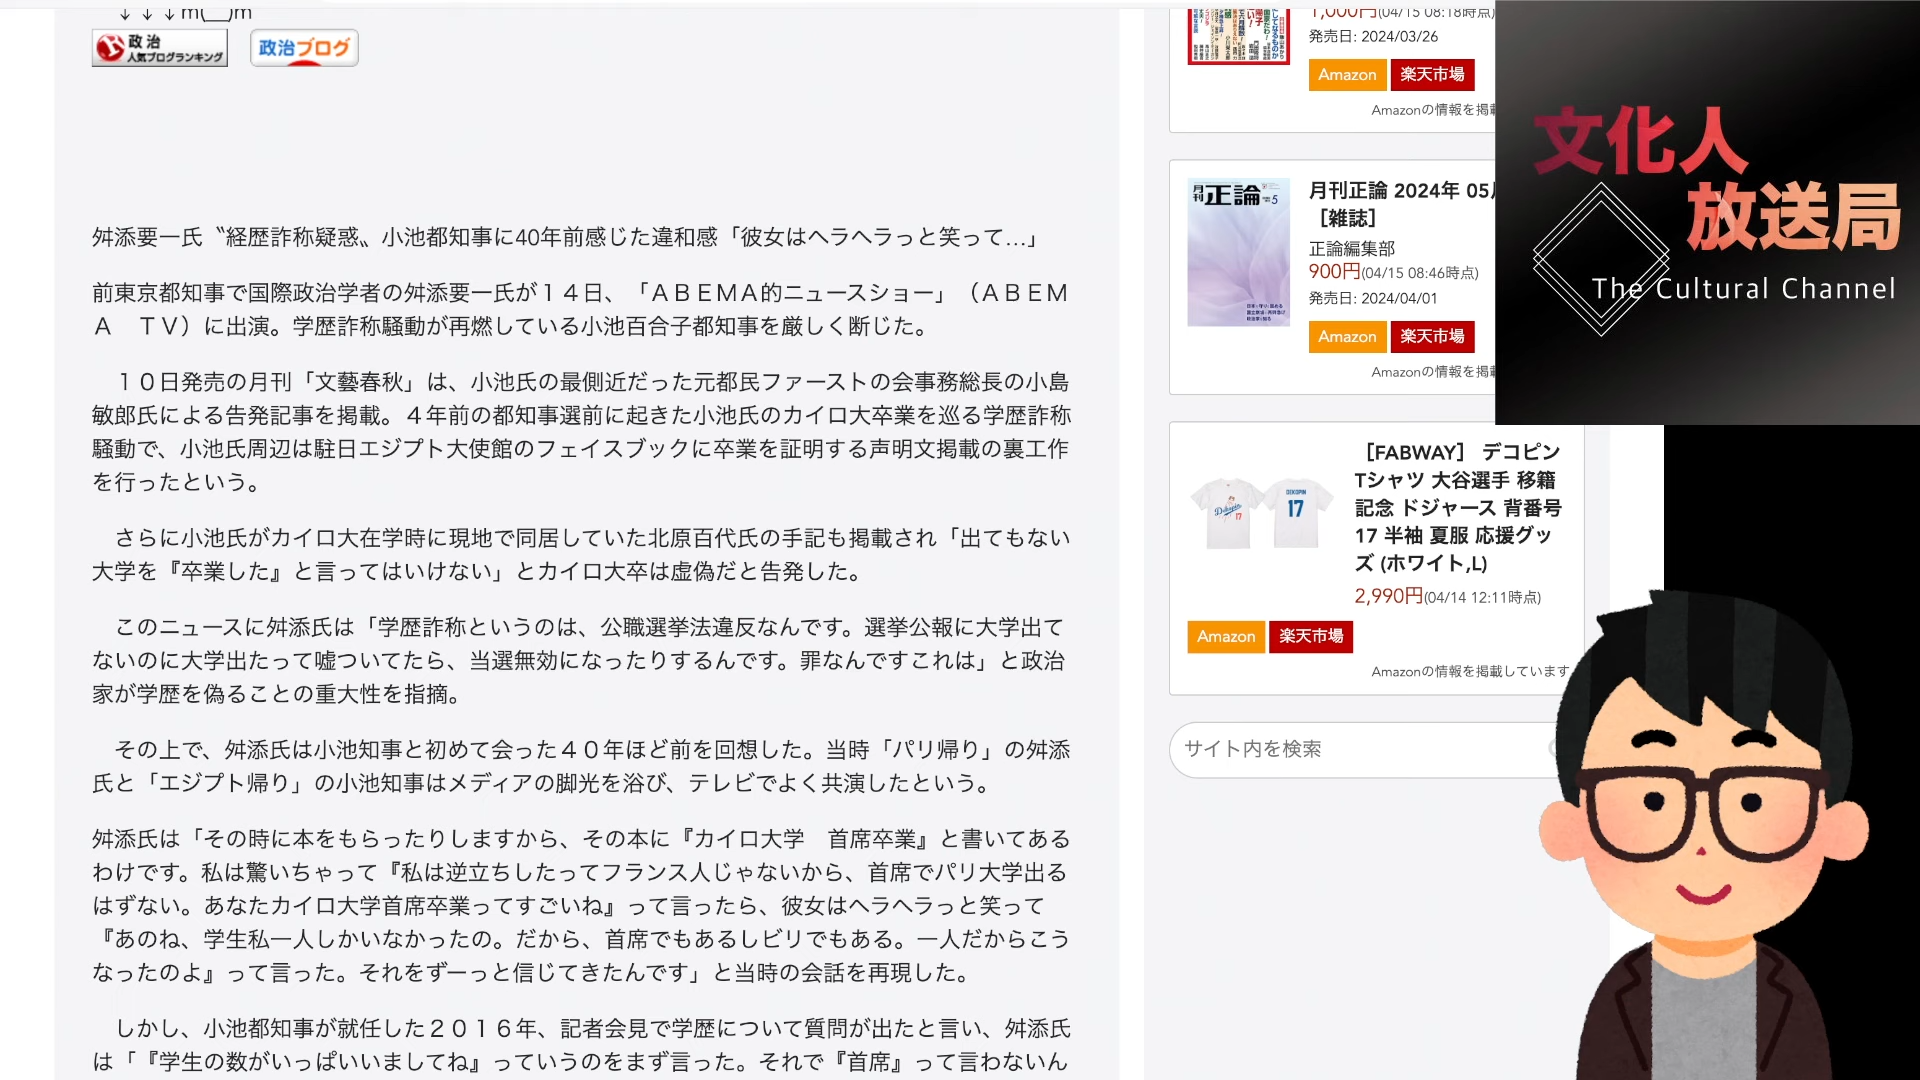 ↓ ↓ ↓ m(__)m
政治
人気ブログランキング
政治ブログ
舛添要一氏〝経歴詐称疑惑〟小池都知事に40年前感じた違和感「彼女はヘラヘラっと笑って…」
前東京都知事で国際政治学者の舛添要一氏が１４日、「ＡＢＥＭＡ的ニュースショー」（ＡＢＥＭ
Ａ　ＴＶ）に出演。学歴詐称騒動が再燃している小池百合子都知事を厳しく断じた。
１０日発売の月刊「文藝春秋」は、小池氏の最側近だった元都民ファーストの会事務総長の小島
敏郎氏による告発記事を掲載。４年前の都知事選前に起きた小池氏のカイロ大卒業を巡る学歴詐称
騒動で、小池氏周辺は駐日エジプト大使館のフェイスブックに卒業を証明する声明文掲載の裏工作
を行ったという。
さらに小池氏がカイロ大在学時に現地で同居していた北原百代氏の手記も掲載され「出てもない
大学を『卒業した』と言ってはいけない」とカイロ大卒は虚偽だと告発した。
このニュースに舛添氏は「学歴詐称というのは、公職選挙法違反なんです。選挙公報に大学出て
ないのに大学出たって嘘ついてたら、当選無効になったりするんです。罪なんですこれは」と政治
家が学歴を偽ることの重大性を指摘。
その上で、舛添氏は小池知事と初めて会った４０年ほど前を回想した。当時「パリ帰り」の舛添
氏と「エジプト帰り」の小池知事はメディアの脚光を浴び、テレビでよく共演したという。
舛添氏は「その時に本をもらったりしますから、その本に『カイロ大学　首席卒業』と書いてある
わけです。私は驚いちゃって『私は逆立ちしたってフランス人じゃないから、首席でパリ大学出る
はずない。あなたカイロ大学首席卒業ってすごいね』って言ったら、彼女はヘラヘラっと笑って
『あのね、学生私一人しかいなかったの。だから、首席でもあるしビリでもある。一人だからこう
なったのよ』って言った。それをずーっと信じてきたんです」と当時の会話を再現した。
しかし、小池都知事が就任した２０１６年、記者会見で学歴について質問が出たと言い、舛添氏
は「『学生の数がいっぱいいましてね』っていうのをまず言った。それで『首席』って言わないん
1,000円(04/15 08:18時点)
発売日: 2024/03/26
Amazon
楽天市場
Amazonの情報を掲載
月刊
正論
5
月刊正論 2024年 05月
［雑誌］
正論編集部
900円(04/15 08:46時点)
発売日: 2024/04/01
Amazon
楽天市場
Amazonの情報を掲載
DEKOPIN
17
Dekopin
17
［FABWAY］ デコピン
Tシャツ 大谷選手 移籍
記念 ドジャース 背番号
17 半袖 夏服 応援グッ
ズ (ホワイト,L)
2,990円(04/14 12:11時点)
Amazon
楽天市場
Amazonの情報を掲載しています
サイト内を検索
文化人
放送局
The Cultural Channel